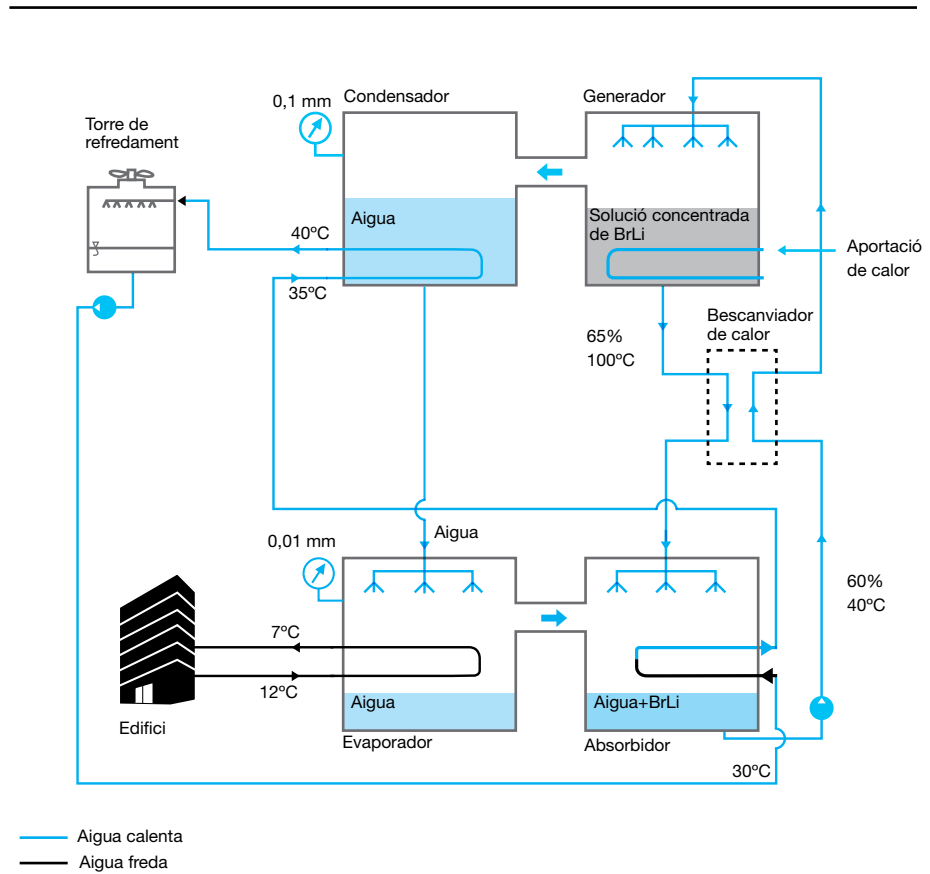 0,1 mm
Condensador
Generador
Torre de
refredament
Aigua
Solució concentrada
de BrLi
40ºC
35ºC
Aportació
de calor
65%
100ºC
Bescanviador
de calor
0,01 mm
Aigua
60%
40ºC
7ºC
12ºC
Aigua
Aigua+BrLi
Edifici
Evaporador
Absorbidor
30ºC
Aigua calenta
Aigua freda